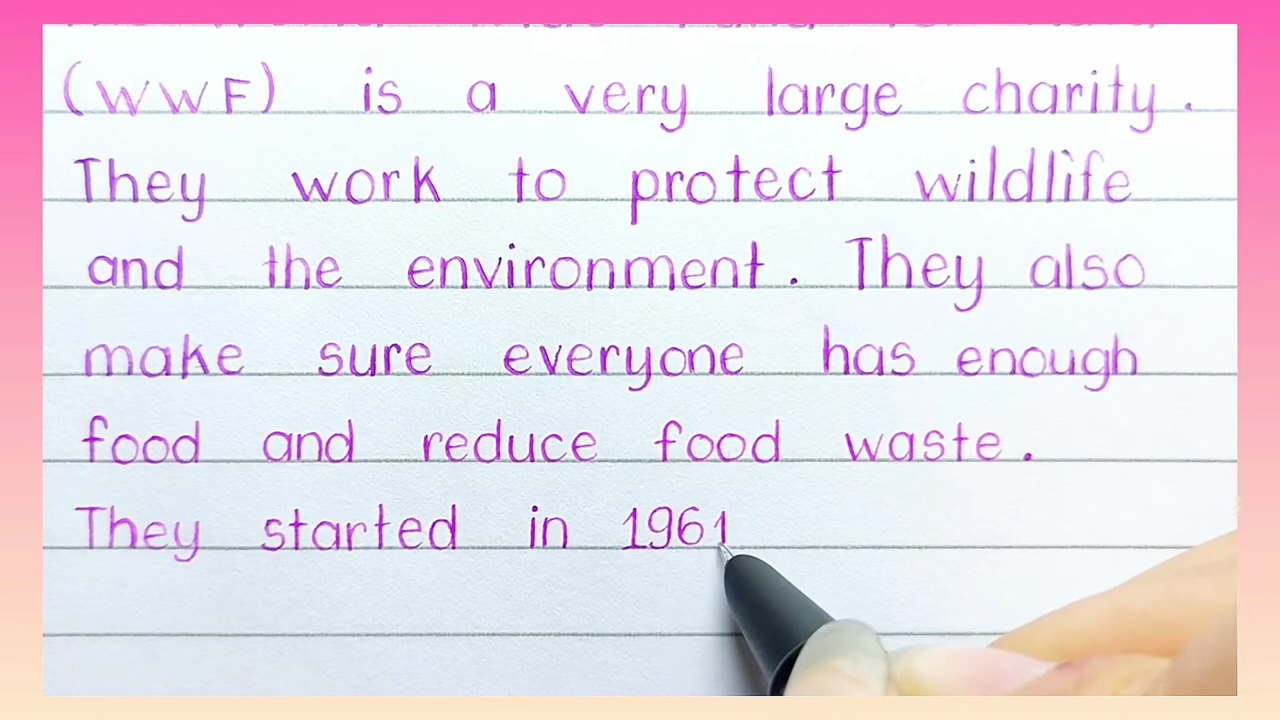 (WWF) is a very large charity.
They work to protect wildlife
and the environment. They also
make sure everyone has enough
food and reduce food waste.
They started in 1961